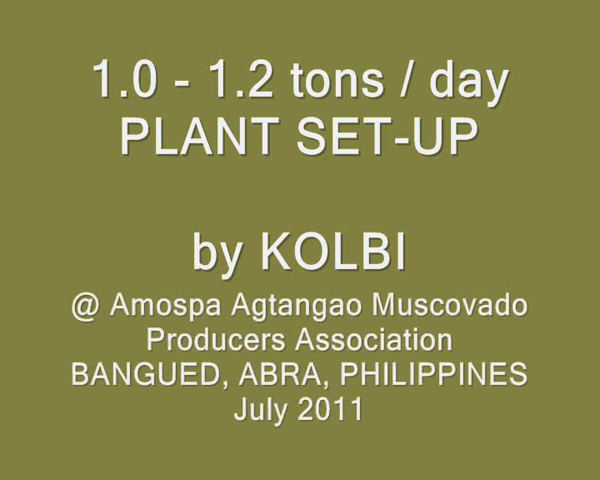 1.0 - 1.2 tons / day
PLANT SET-UP
by KOLBI
@ Amospa Agtangao Muscovado
Producers Association
BANGUED, ABRA, PHILIPPINES
July 2011